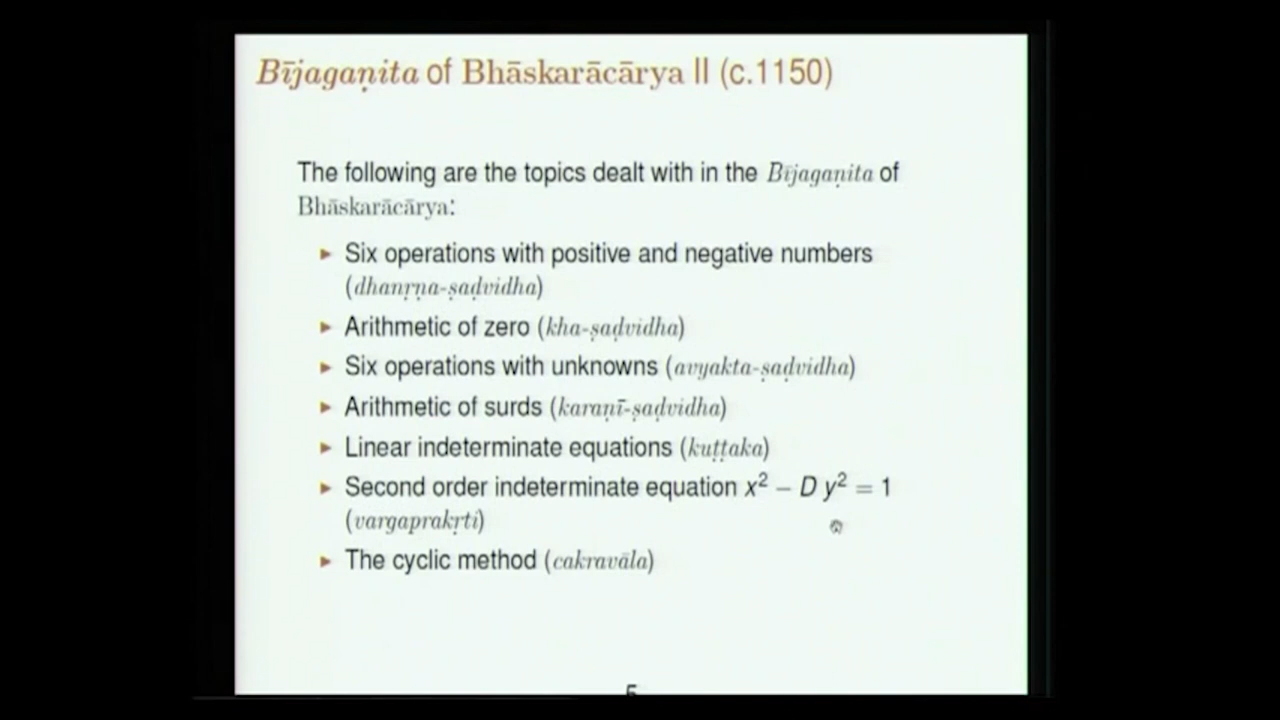 Bījagaṇita of Bhāskarācārya II (c.1150)
The following are the topics dealt with in the Bījagaṇita of
Bhāskarācārya:
► Six operations with positive and negative numbers
(dhanṛṇa-ṣaḍvidha)
► Arithmetic of zero (kha-ṣaḍvidha)
► Six operations with unknowns (avyakta-ṣaḍvidha)
► Arithmetic of surds (karaṇī-ṣaḍvidha)
► Linear indeterminate equations (kuṭṭaka)
► Second order indeterminate equation x² − D y² = 1
(vargaprakṛti)
► The cyclic method (cakravāla)